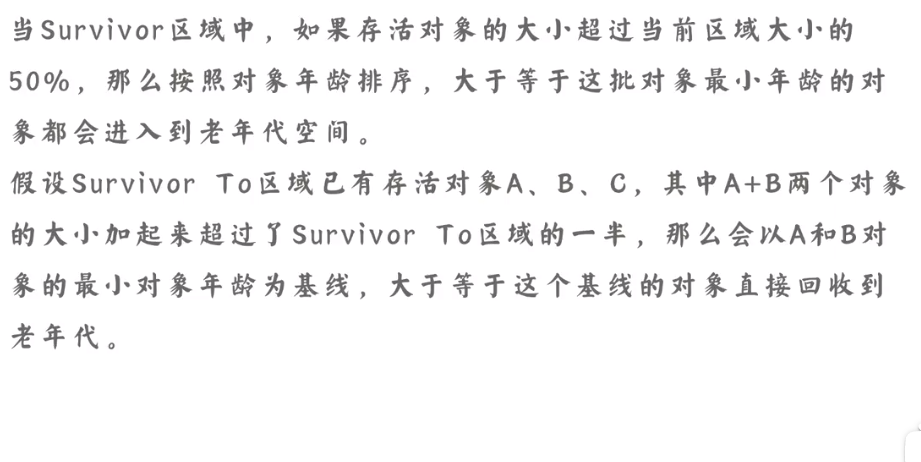 当Survivor区域中，如果存活对象的大小超过当前区域大小的
50%，那么按照对象年龄排序，大于等于这批对象最小年龄的对
象都会进入到老年代空间。
假设Survivor To区域已有存活对象A、B、C，其中A+B两个对象
的大小加起来超过了Survivor To区域的一半，那么会以A和B对
象的最小对象年龄为基线，大于等于这个基线的对象直接回收到
老年代。